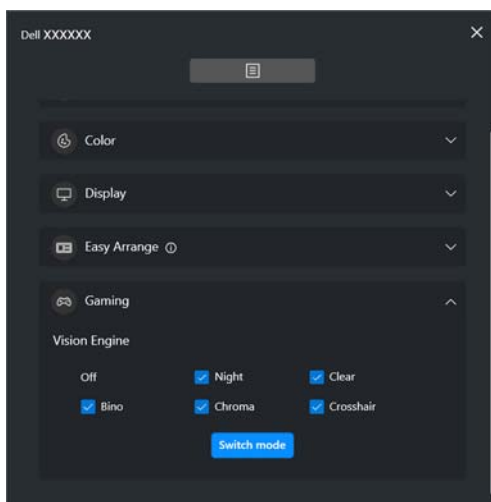 Dell XXXXXX
Color
Display
Easy Arrange
Gaming
Vision Engine
Off Night Clear
Bino Chroma Crosshair
Switch mode